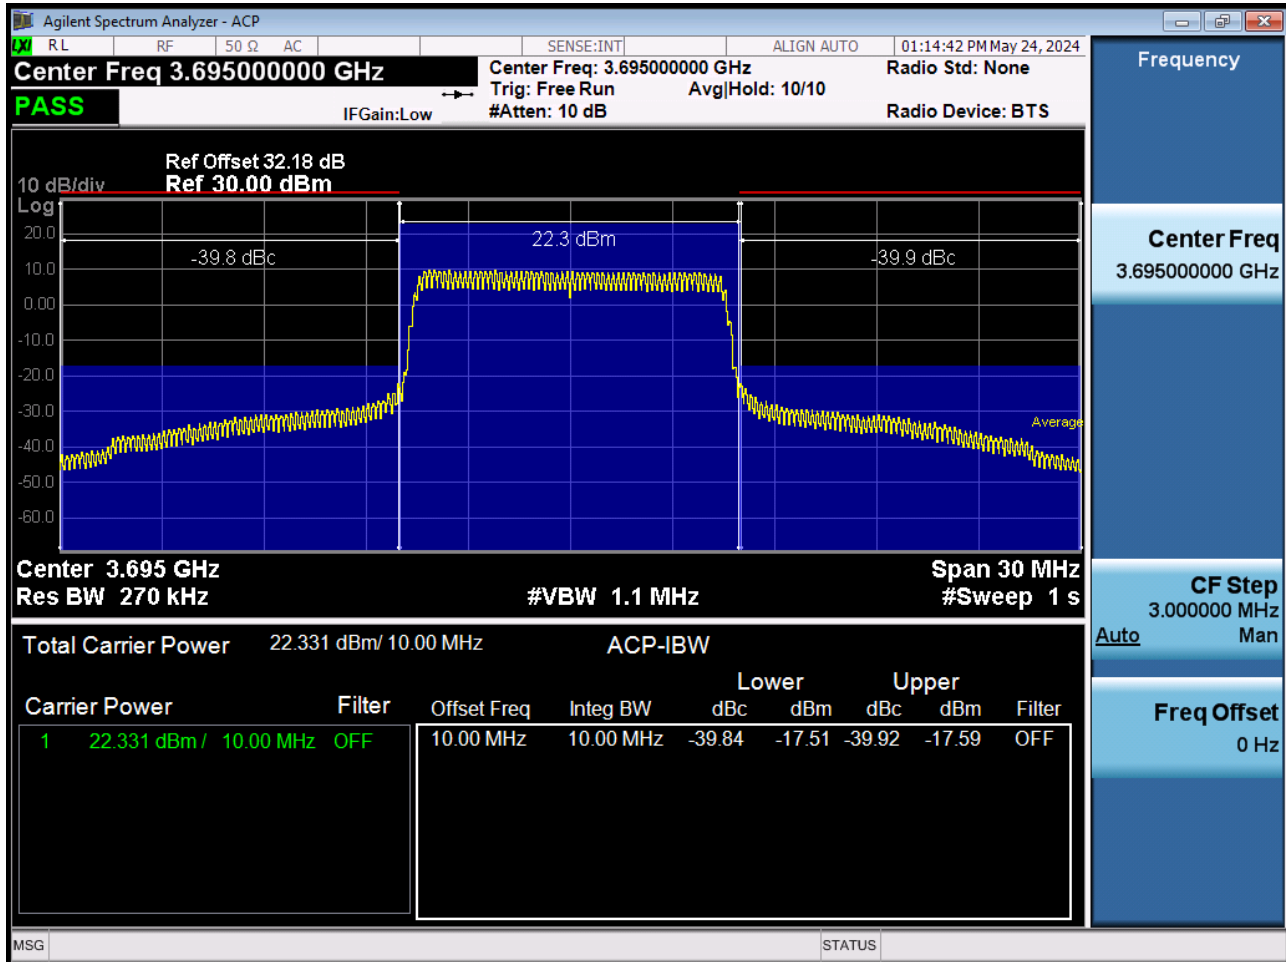 Agilent Spectrum Analyzer - ACP
LXI RL RF 50 Ω AC SENSE:INT ALIGN AUTO 01:14:42 PM May 24, 2024
Center Freq 3.695000000 GHz
Center Freq: 3.695000000 GHz Radio Std: None
Trig: Free Run Avg|Hold: 10/10
PASS IFGain:Low #Atten: 10 dB Radio Device: BTS
Ref Offset 32.18 dB
10 dB/div Ref 30.00 dBm
Log
20.0
10.0
0.00
-10.0
-20.0
-30.0
-40.0
-50.0
-60.0
-39.8 dBc 22.3 dBm -39.9 dBc
Average
Center 3.695 GHz Span 30 MHz
Res BW 270 kHz #VBW 1.1 MHz #Sweep 1 s
Total Carrier Power 22.331 dBm/ 10.00 MHz ACP-IBW
Lower Upper
Carrier Power Filter Offset Freq Integ BW dBc dBm dBc dBm Filter
1 22.331 dBm / 10.00 MHz OFF 10.00 MHz 10.00 MHz -39.84 -17.51 -39.92 -17.59 OFF
MSG STATUS
Frequency
Center Freq
3.695000000 GHz
CF Step
3.000000 MHz
Auto Man
Freq Offset
0 Hz